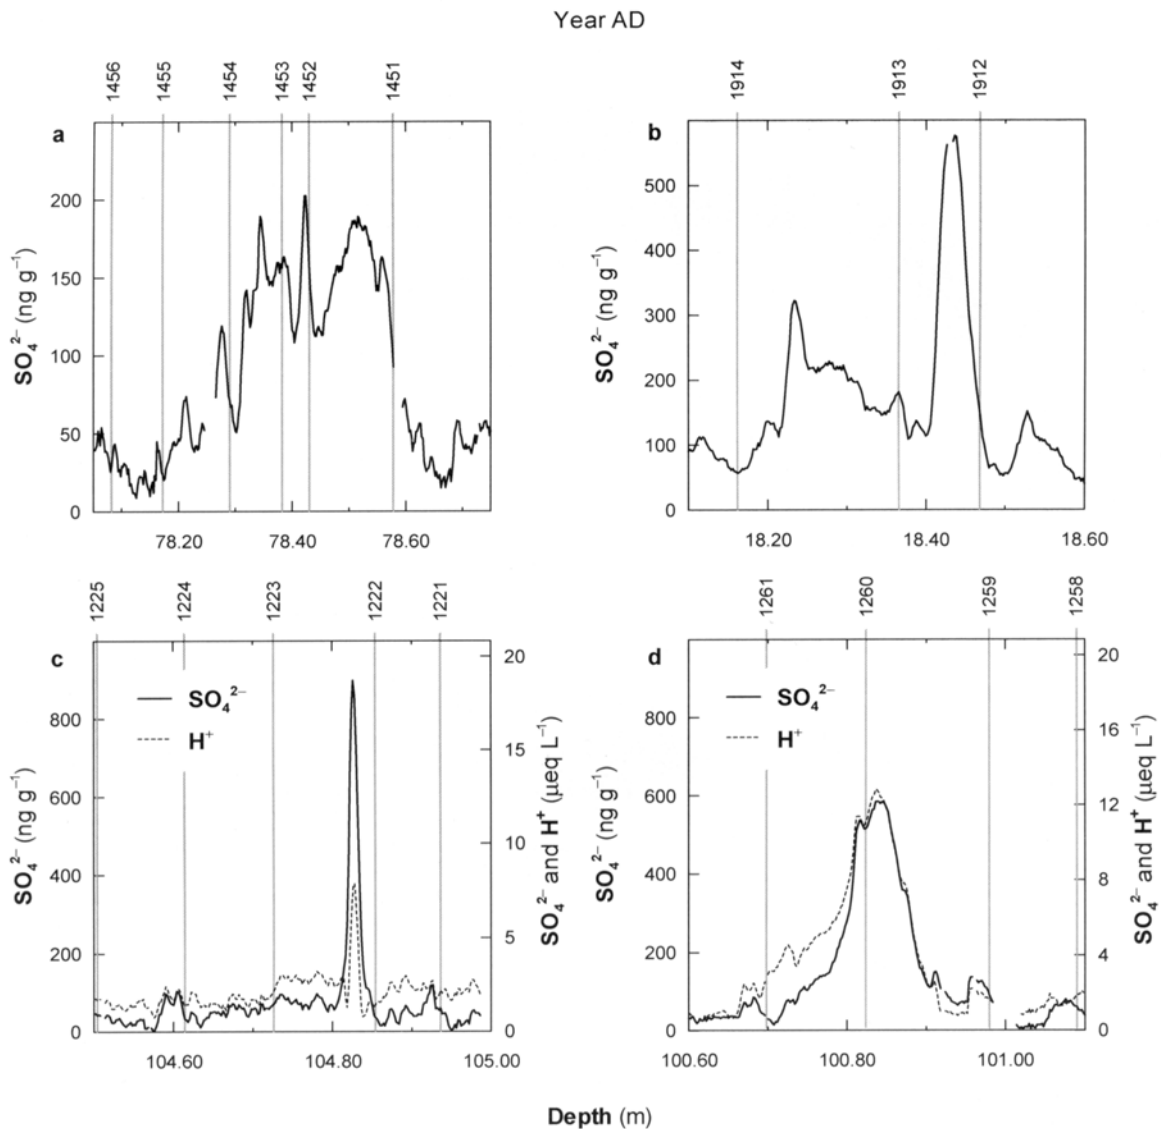 Year AD
1456 1455 1454 1453 1452 1451
1914 1913 1912
a
b
SO₄²⁻ (ng g⁻¹)
200
150
100
50
0
SO₄²⁻ (ng g⁻¹)
500
400
300
200
100
0
78.20 78.40 78.60
18.20 18.40 18.60
1225 1224 1223 1222 1221
1261 1260 1259 1258
c
d
SO₄²⁻
H⁺
SO₄²⁻
H⁺
SO₄²⁻ (ng g⁻¹)
800
600
400
200
0
20
15
10
5
0
SO₄²⁻ and H⁺ (µeq L⁻¹)
SO₄²⁻ (ng g⁻¹)
800
600
400
200
0
20
16
12
8
4
0
SO₄²⁻ and H⁺ (µeq L⁻¹)
104.60 104.80 105.00
100.60 100.80 101.00
Depth (m)